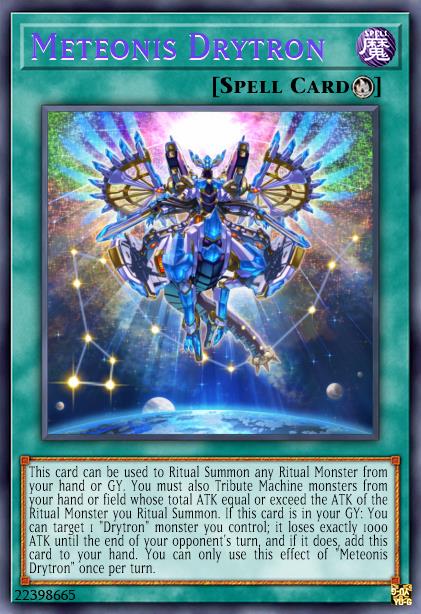 METEONIS DRYTRON
SPELL
魔
[SPELL CARD]
This card can be used to Ritual Summon any Ritual Monster from
your hand or GY. You must also Tribute Machine monsters from
your hand or field whose total ATK equal or exceed the ATK of the
Ritual Monster you Ritual Summon. If this card is in your GY: You
can target 1 "Drytron" monster you control; it loses exactly 1000
ATK until the end of your opponent's turn, and if it does, add this
card to your hand. You can only use this effect of "Meteonis
Drytron" once per turn.
22398665